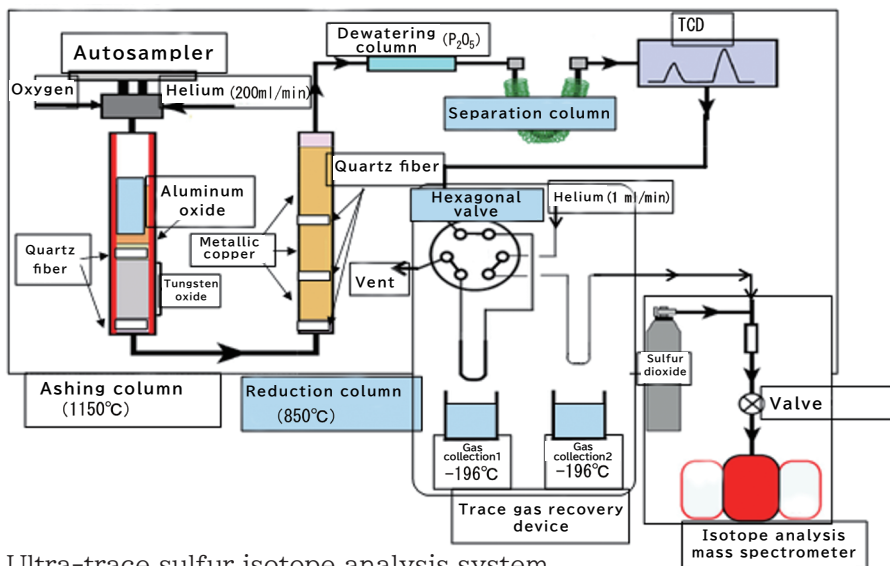 TCD
Dewatering (P₂O₅)
column
Autosampler
Oxygen
Helium (200ml/min)
Separation column
Quartz fiber
Aluminum
oxide
Hexagonal
valve
Helium (1 ml/min)
Metallic
copper
Quartz
fiber
Vent
Tungsten
oxide
Sulfur
dioxide
Ashing column
(1150℃)
Reduction column
(850℃)
Valve
Gas
collection1
−196℃
Gas
collection2
−196℃
Trace gas recovery
device
Isotope analysis
mass spectrometer
Ultra-trace sulfur isotope analysis system